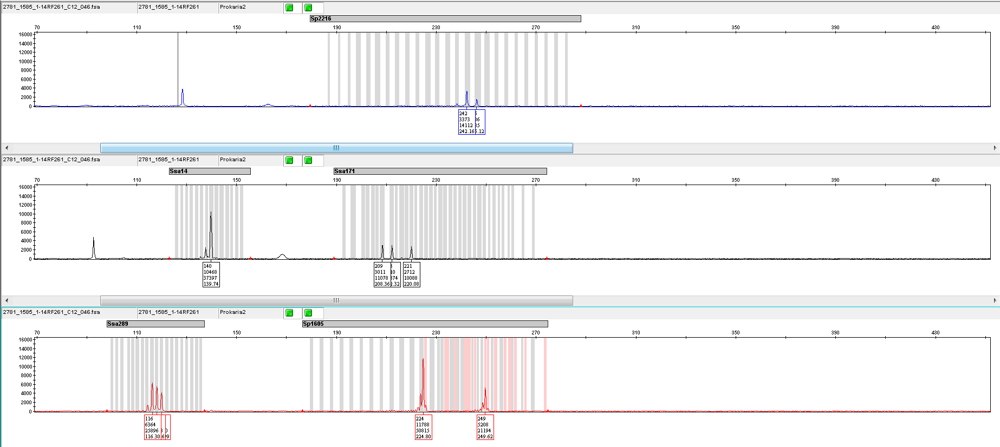 2781_1585_1-14RF261_C12_046.fsa 2781_1585_1-14RF261 Prokaria2
Sp2216
70 110 150 190 230 270 310 350 390 430
16000
14000
12000
10000
8000
6000
4000
2000
0
242
3373
14112
242.16
2781_1585_1-14RF261_C12_046.fsa 2781_1585_1-14RF261 Prokaria2
Ssa14 Ssa171
70 110 150 190 230 270 310 350 390 430
16000
14000
12000
10000
8000
6000
4000
2000
0
140 209 221
10468 3011 2712
37397 11078 10088
139.74 208.36 220.08
2781_1585_1-14RF261_C12_046.fsa 2781_1585_1-14RF261 Prokaria2
Ssa289 Sp1605
70 110 150 190 230 270 310 350 390 430
16000
14000
12000
10000
8000
6000
4000
2000
0
116 224 249
6364 11788 5208
25896 50815 21194
116.30 224.80 249.62